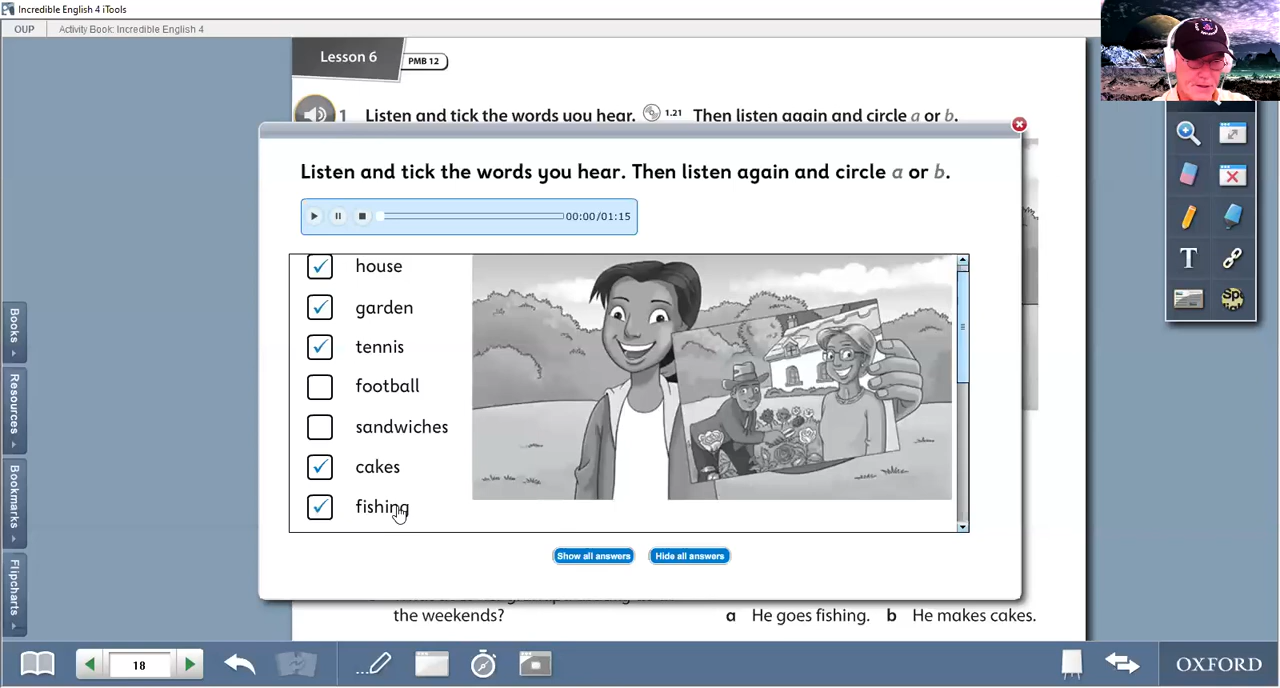 Incredible English 4 iTools
OUP Activity Book: Incredible English 4
Lesson 6
PMB 12
1 Listen and tick the words you hear. 1.21 Then listen again and circle a or b.
Listen and tick the words you hear. Then listen again and circle a or b.
00:00/01:15
house
garden
tennis
football
sandwiches
cakes
fishing
Show all answers Hide all answers
the weekends? a He goes fishing. b He makes cakes.
Books
Resources
Bookmarks
Flipcharts
T
18
OXFORD